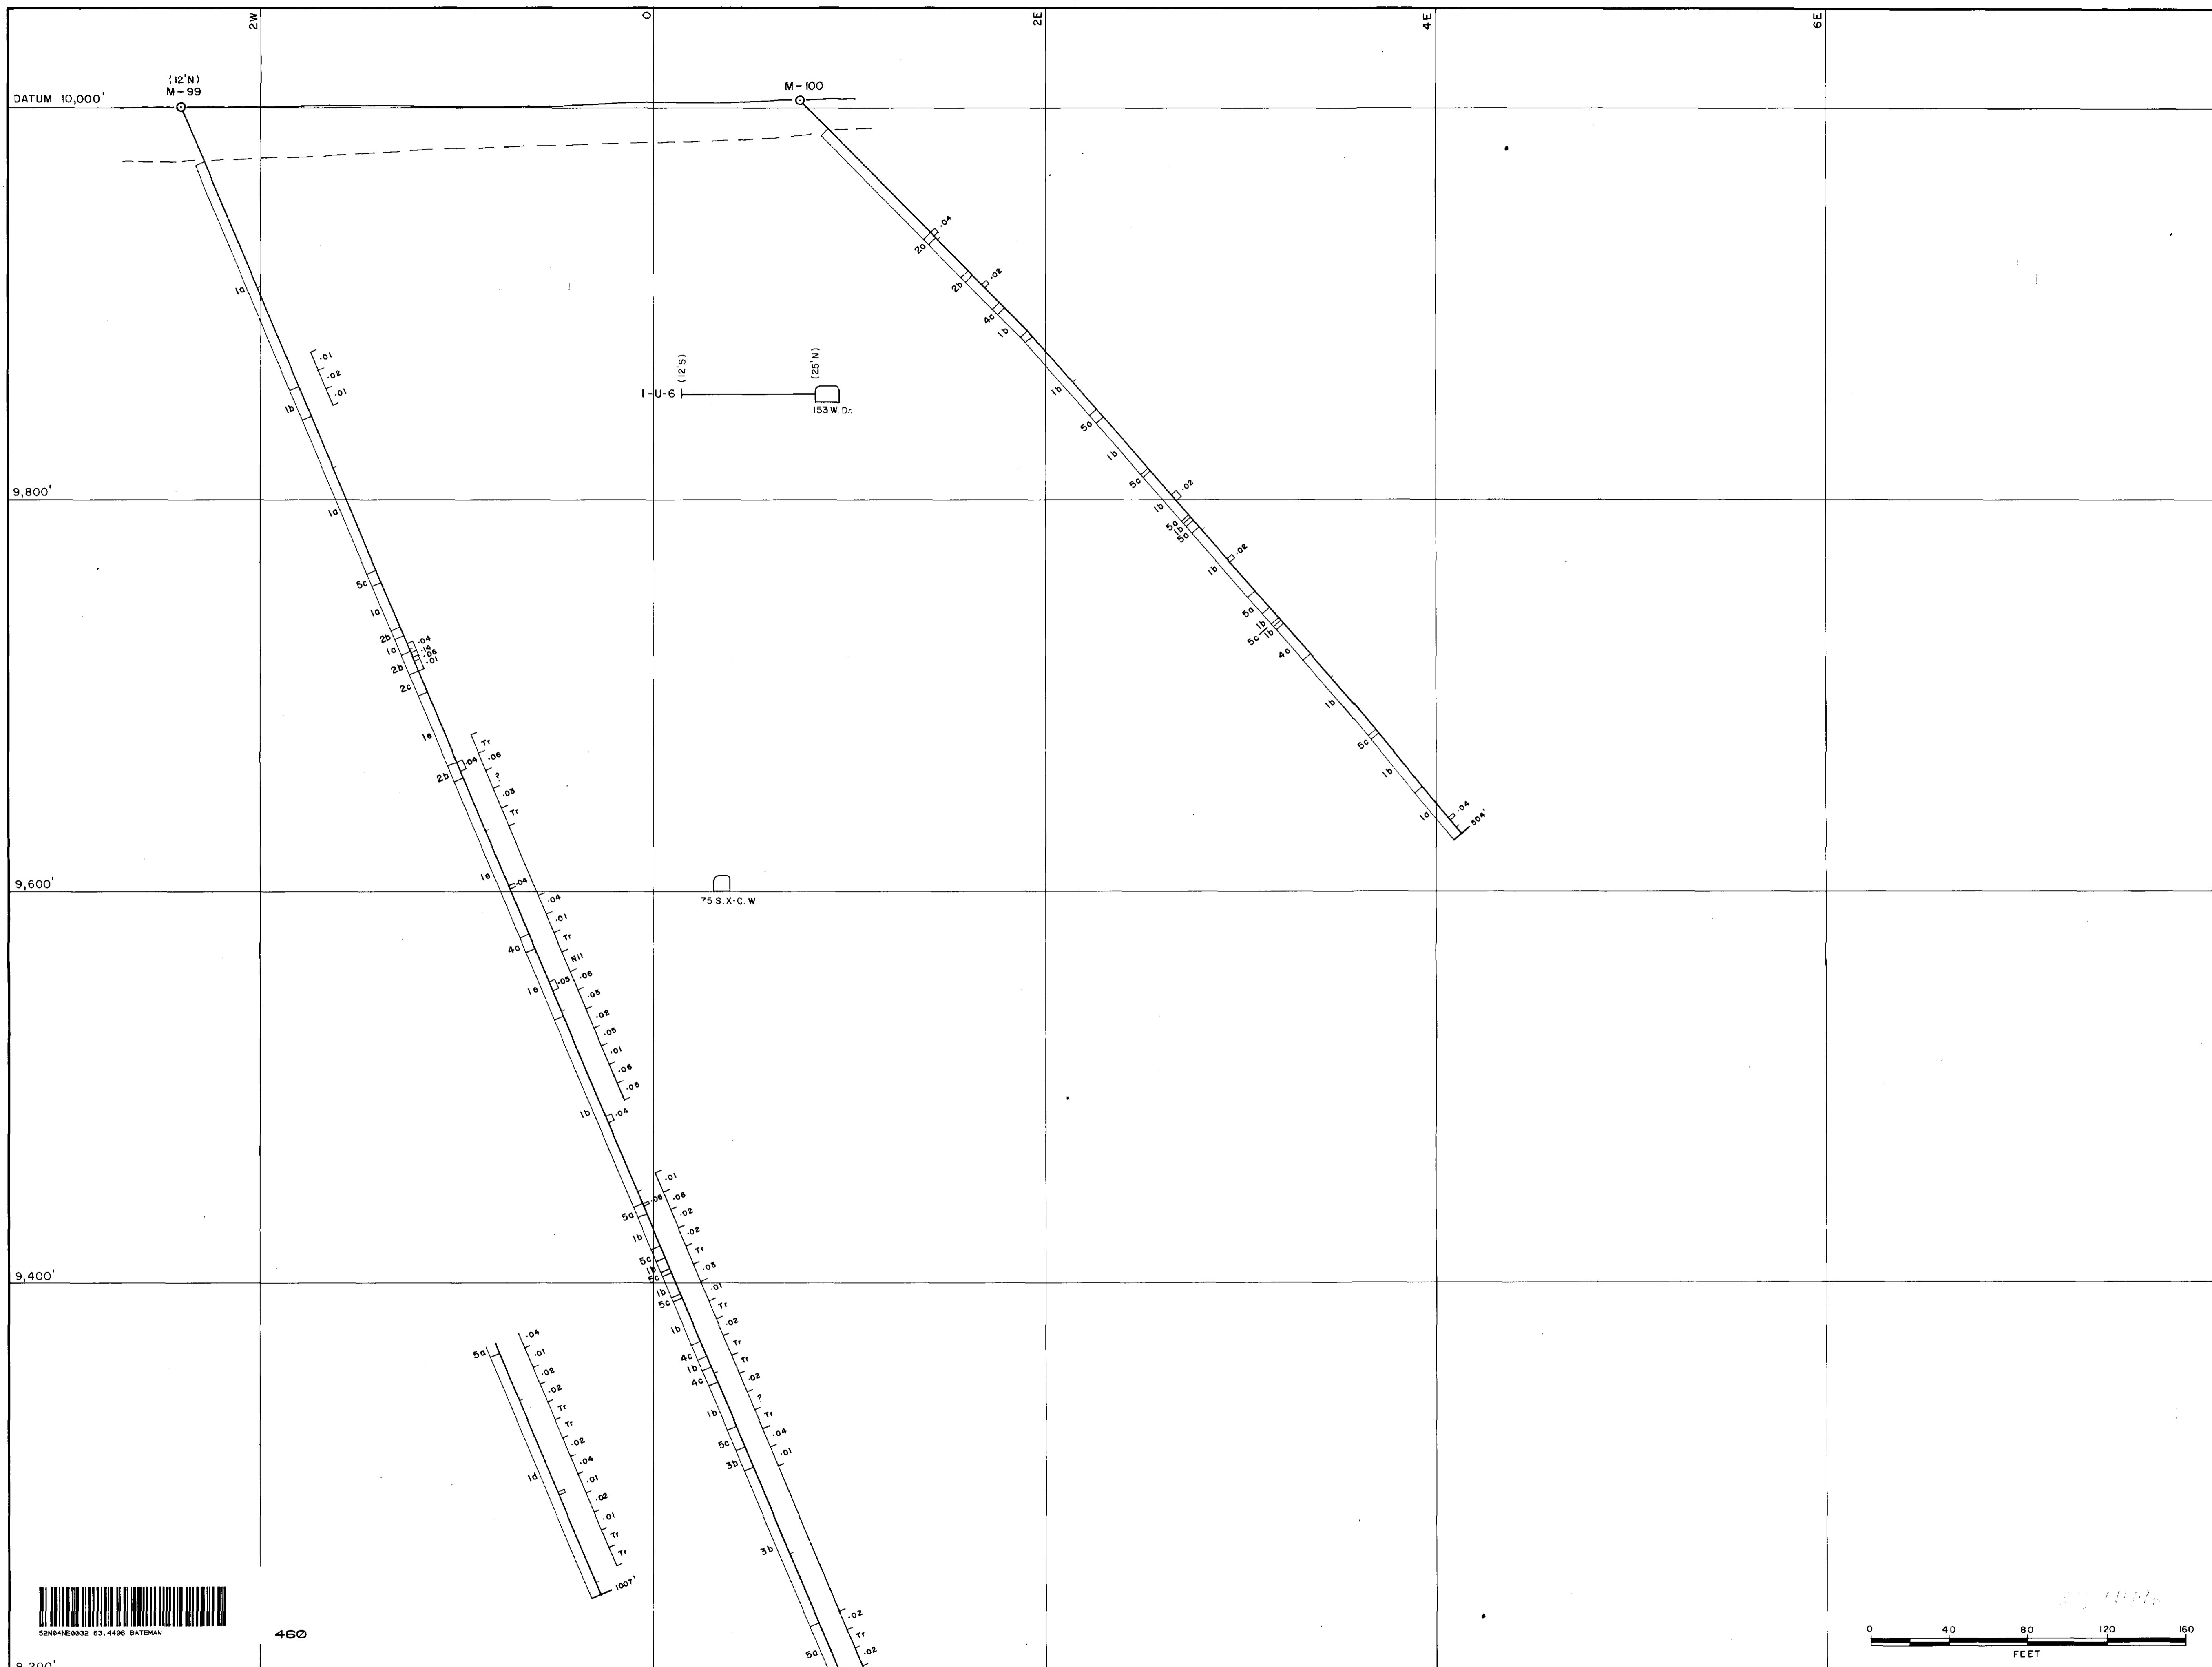 2W
0
2E
4E
6E
(12'N)
M-99
M-100
DATUM 10,000'
.04
2a
.02
2b
4c
1b
1a
.01
.02
.01
1b
(12'S)
(25'N)
1-U-6
153 W. Dr.
1b
5a
1b
5c
.02
9,800'
1a
1b
5a
1b
5a
.02
1b
5c
1a
5a
1b
1b
5c
4a
2b
.04
.14
.06
.01
1a
2b
2c
1b
1e
5c
Tr
.06
?
.03
Tr
.04
2b
1b
.04
504'
1a
1e
.04
9,600'
75 S. X-C. W
.04
.01
Tr
Nil
.06
.05
.02
.05
.01
.06
.05
4a
.05
1e
1b
.04
.01
.06
.02
.02
Tr
.03
.01
Tr
.02
Tr
Tr
.02
?
Tr
.04
.01
.06
5a
1b
5c
1b
5c
9,400'
1b
5c
1b
4c
1b
4c
1b
5c
3b
3b
5a
.04
.01
.02
.02
Tr
Tr
.02
.04
.01
.02
.01
Tr
Tr
5a
1d
1007'
.02
Tr
.02
52N04NE0032 63.4496 BATEMAN
460
9,200'
0 40 80 120 160
FEET